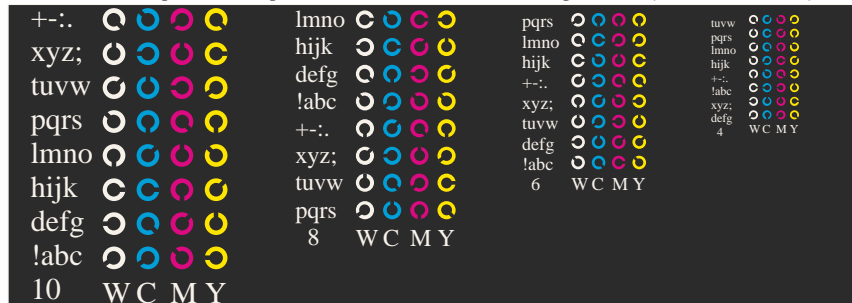 +-:.
xyz;
tuvw
pqrs
lmno
hijk
defg
!abc
10 W C M Y
lmno
hijk
defg
!abc
+-:.
xyz;
tuvw
pqrs
8 W C M Y
pqrs
lmno
hijk
+-:.
xyz;
tuvw
defg
!abc
6 W C M Y
tuvw
pqrs
lmno
hijk
+-:.
!abc
xyz;
defg
4 W C M Y